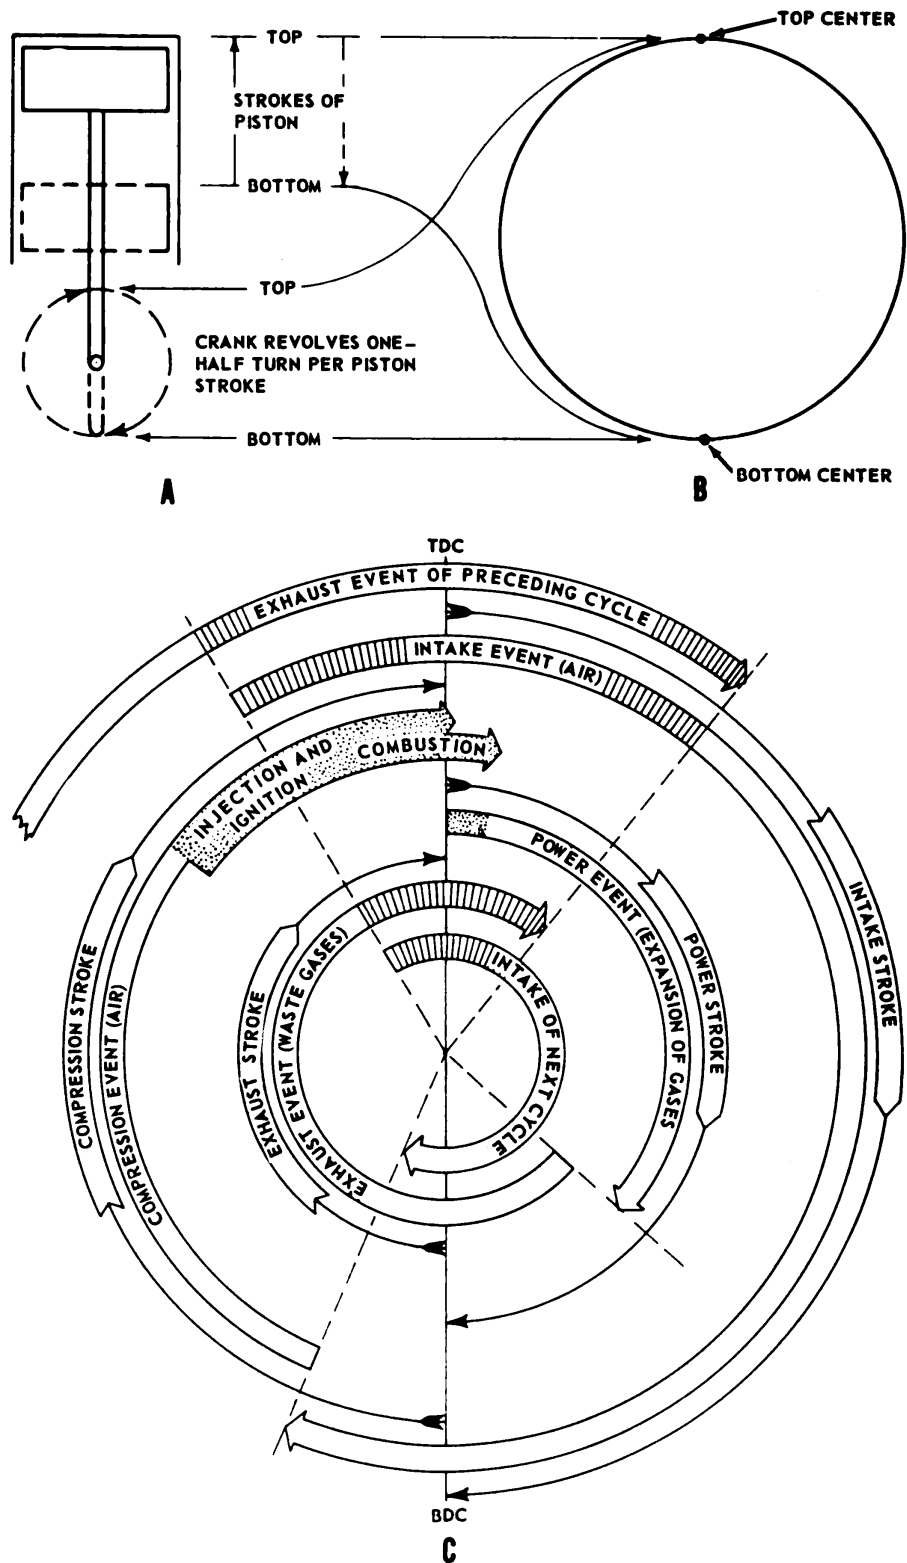 TOP CENTER
TOP
STROKES OF
PISTON
BOTTOM
TOP
CRANK REVOLVES ONE-
HALF TURN PER PISTON
STROKE
BOTTOM
BOTTOM CENTER
A
B
TDC
EXHAUST EVENT OF PRECEDING CYCLE
INTAKE EVENT (AIR)
INJECTION AND
IGNITION
COMBUSTION
POWER EVENT (EXPANSION OF GASES)
POWER STROKE
INTAKE STROKE
COMPRESSION STROKE
COMPRESSION EVENT (AIR)
EXHAUST STROKE
EXHAUST EVENT (WASTE GASES)
INTAKE OF NEXT CYCLE
BDC
C